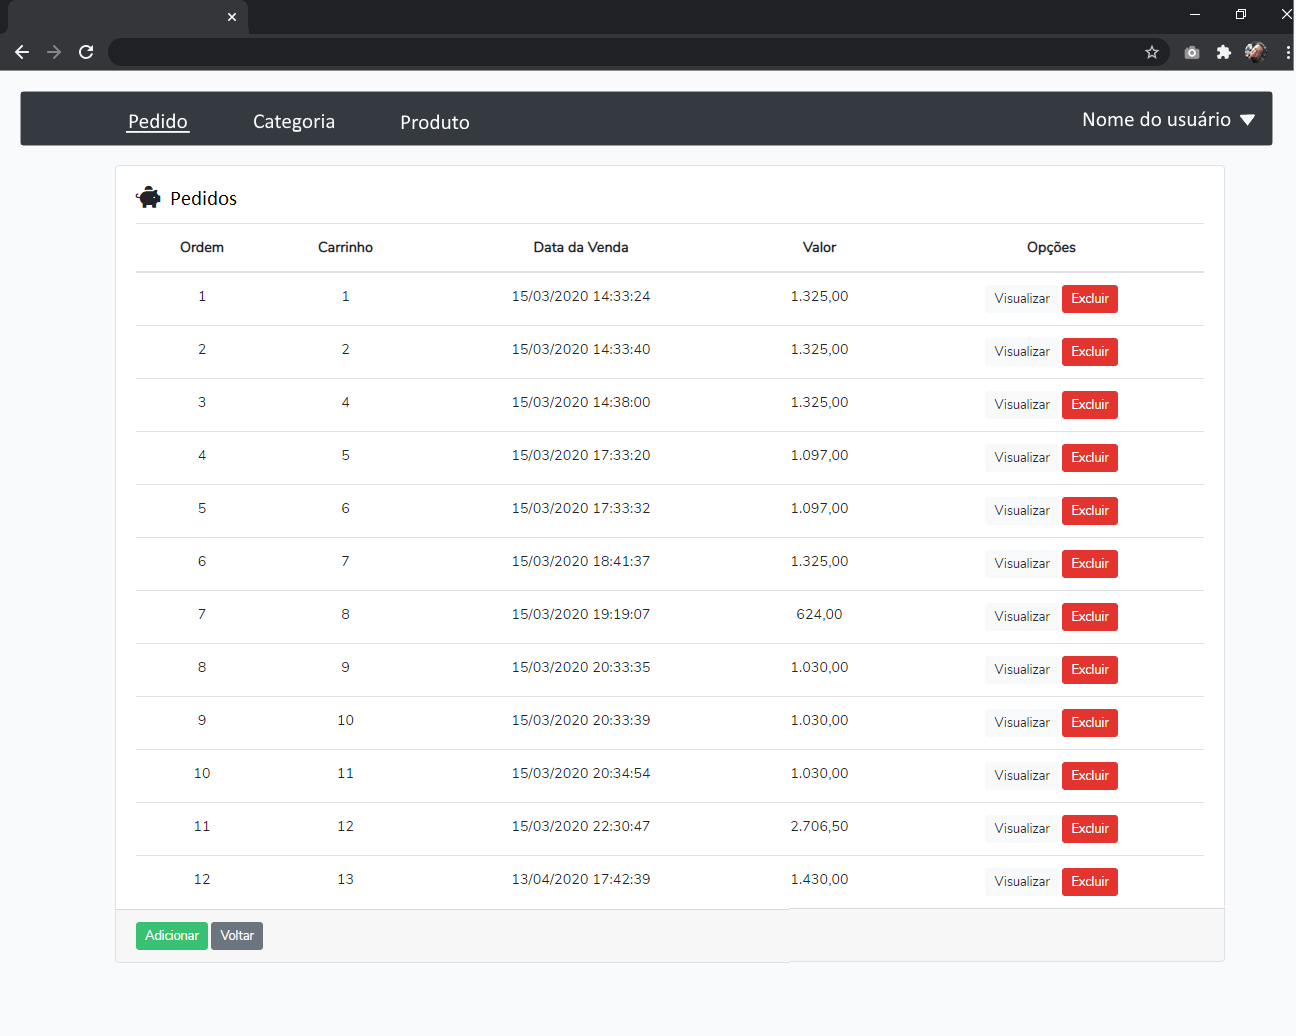 Pedido Categoria Produto Nome do usuário
Pedidos
Ordem Carrinho Data da Venda Valor Opções
1 1 15/03/2020 14:33:24 1.325,00 Visualizar Excluir
2 2 15/03/2020 14:33:40 1.325,00 Visualizar Excluir
3 4 15/03/2020 14:38:00 1.325,00 Visualizar Excluir
4 5 15/03/2020 17:33:20 1.097,00 Visualizar Excluir
5 6 15/03/2020 17:33:32 1.097,00 Visualizar Excluir
6 7 15/03/2020 18:41:37 1.325,00 Visualizar Excluir
7 8 15/03/2020 19:19:07 624,00 Visualizar Excluir
8 9 15/03/2020 20:33:35 1.030,00 Visualizar Excluir
9 10 15/03/2020 20:33:39 1.030,00 Visualizar Excluir
10 11 15/03/2020 20:34:54 1.030,00 Visualizar Excluir
11 12 15/03/2020 22:30:47 2.706,50 Visualizar Excluir
12 13 13/04/2020 17:42:39 1.430,00 Visualizar Excluir
Adicionar Voltar